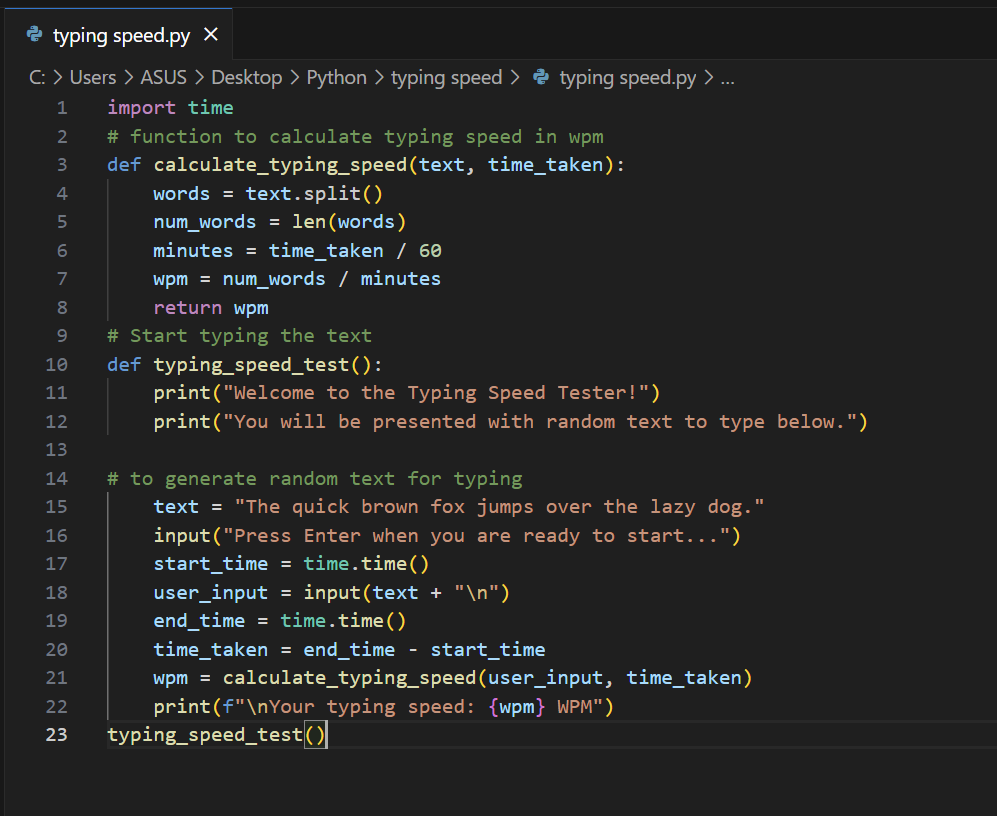 typing speed.py ×
C: > Users > ASUS > Desktop > Python > typing speed > typing speed.py > ...
1 import time
2 # function to calculate typing speed in wpm
3 def calculate_typing_speed(text, time_taken):
4     words = text.split()
5     num_words = len(words)
6     minutes = time_taken / 60
7     wpm = num_words / minutes
8     return wpm
9 # Start typing the text
10 def typing_speed_test():
11     print("Welcome to the Typing Speed Tester!")
12     print("You will be presented with random text to type below.")
13
14 # to generate random text for typing
15     text = "The quick brown fox jumps over the lazy dog."
16     input("Press Enter when you are ready to start...")
17     start_time = time.time()
18     user_input = input(text + "\n")
19     end_time = time.time()
20     time_taken = end_time - start_time
21     wpm = calculate_typing_speed(user_input, time_taken)
22     print(f"\nYour typing speed: {wpm} WPM")
23 typing_speed_test()